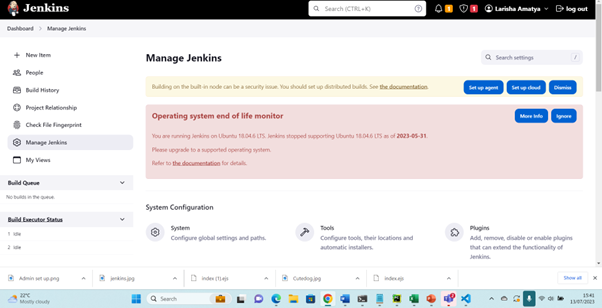 Jenkins
Search (CTRL+K)
1
1
Larisha Amatya
log out
Dashboard
Manage Jenkins
New Item
People
Build History
Project Relationship
Check File Fingerprint
Manage Jenkins
My Views
Build Queue
No builds in the queue.
Build Executor Status
1 Idle
2 Idle
Manage Jenkins
Search settings
/
Building on the built-in node can be a security issue. You should set up distributed builds. See the documentation.
Set up agent
Set up cloud
Dismiss
Operating system end of life monitor
More Info
Ignore
You are running Jenkins on Ubuntu 18.04.6 LTS. Jenkins stopped supporting Ubuntu 18.04.6 LTS as of 2023-05-31.
Please upgrade to a supported operating system.
Refer to the documentation for details.
System Configuration
System
Configure global settings and paths.
Tools
Configure tools, their locations and
automatic installers.
Plugins
Add, remove, disable or enable plugins
that can extend the functionality of
Jenkins.
Admin set up.png
jenkins.jpg
index (1).ejs
Cutedog.jpg
index.ejs
Show all
22°C
Mostly cloudy
Search
15:41
13/07/2023